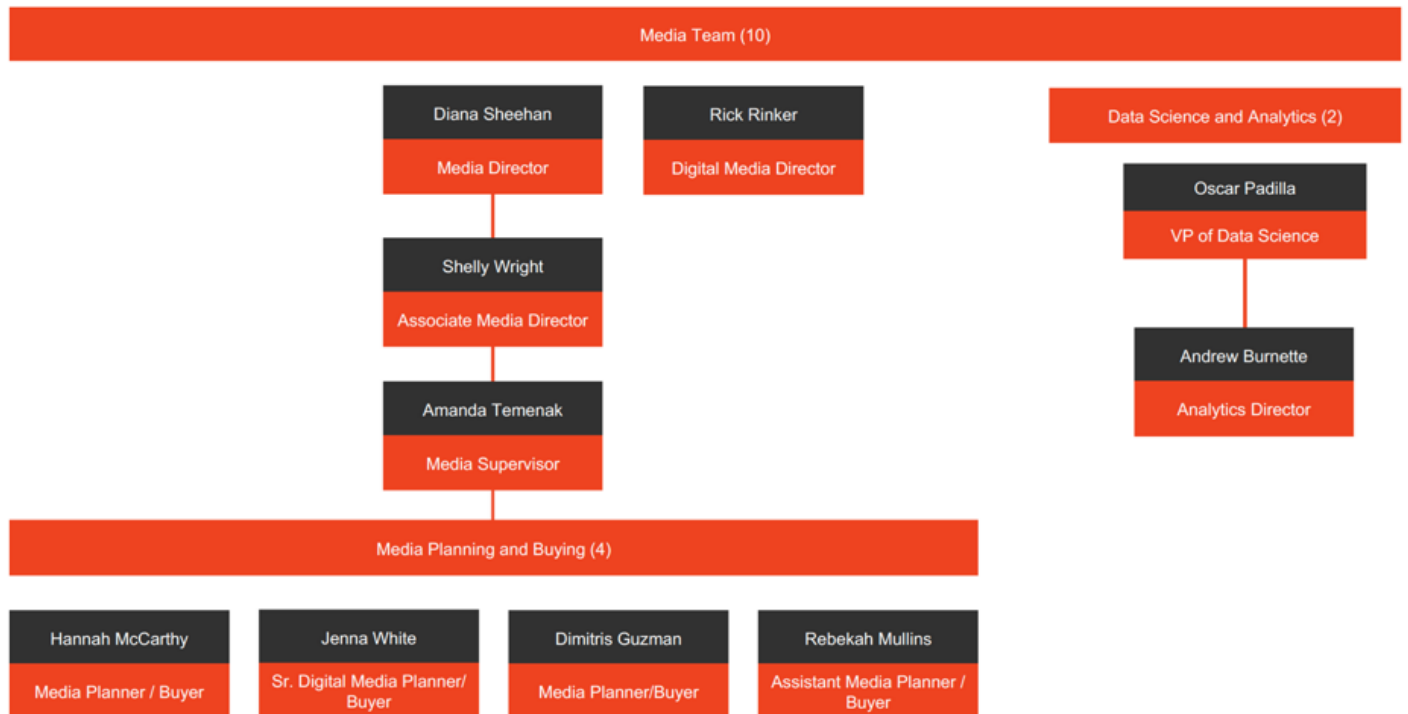 Media Team (10)
Diana Sheehan
Media Director
Rick Rinker
Digital Media Director
Data Science and Analytics (2)
Oscar Padilla
VP of Data Science
Shelly Wright
Associate Media Director
Andrew Burnette
Analytics Director
Amanda Temenak
Media Supervisor
Media Planning and Buying (4)
Hannah McCarthy
Media Planner / Buyer
Jenna White
Sr. Digital Media Planner/
Buyer
Dimitris Guzman
Media Planner/Buyer
Rebekah Mullins
Assistant Media Planner /
Buyer